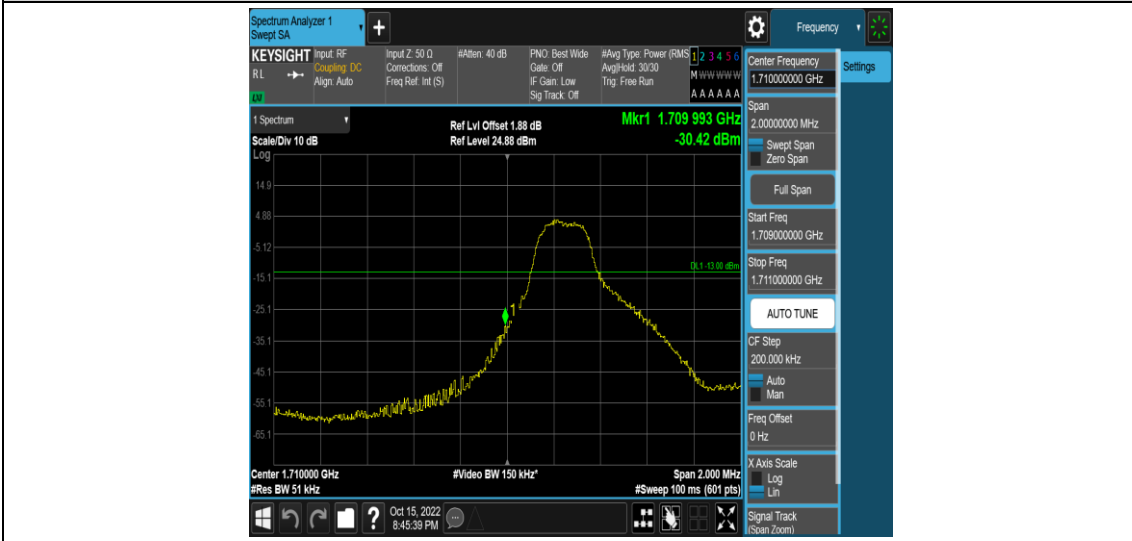 Spectrum Analyzer 1
Swept SA
+
Frequency
KEYSIGHT
RL
Input: RF
Coupling: DC
Align: Auto
Input Z: 50 Ω
Corrections: Off
Freq Ref: Int (S)
#Atten: 40 dB
PNO: Best Wide
Gate: Off
IF Gain: Low
Sig Track: Off
#Avg Type: Power (RMS
Avg|Hold: 30/30
Trig: Free Run
1 2 3 4 5 6
M W W W W W
A A A A A A
1 Spectrum
Scale/Div 10 dB
Log
Ref Lvl Offset 1.88 dB
Ref Level 24.88 dBm
Mkr1 1.709 993 GHz
-30.42 dBm
14.9
4.88
-5.12
-15.1
-25.1
-35.1
-45.1
-55.1
-65.1
DL1 -13.00 dBm
1
Center 1.710000 GHz
#Res BW 51 kHz
#Video BW 150 kHz*
Span 2.000 MHz
#Sweep 100 ms (601 pts)
Center Frequency
1.710000000 GHz
Settings
Span
2.00000000 MHz
Swept Span
Zero Span
Full Span
Start Freq
1.709000000 GHz
Stop Freq
1.711000000 GHz
AUTO TUNE
CF Step
200.000 kHz
Auto
Man
Freq Offset
0 Hz
X Axis Scale
Log
Lin
Signal Track
(Span Zoom)
?
Oct 15, 2022
8:45:39 PM